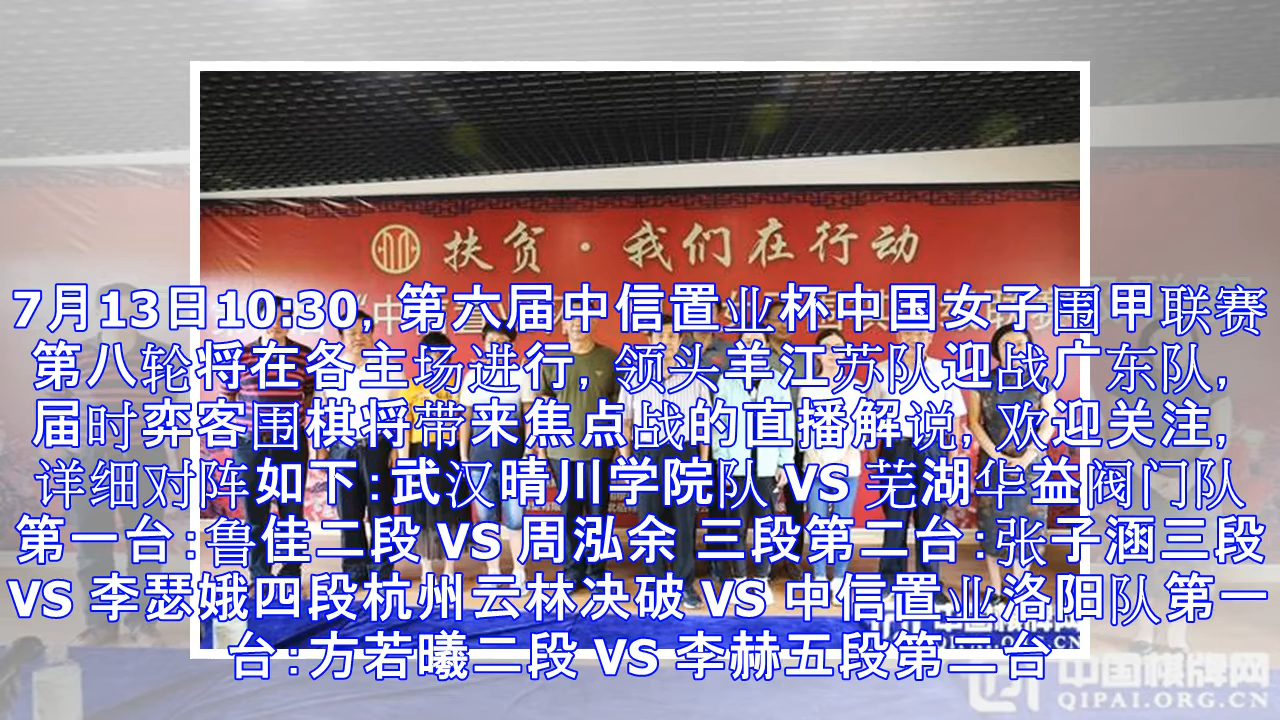 扶贫·我们在行动
7月13日10:30, 第六届中信置业杯中国女子围甲联赛
第八轮将在各主场进行, 领头羊江苏队迎战广东队,
届时弈客围棋将带来焦点战的直播解说, 欢迎关注,
详细对阵如下:武汉晴川学院队 VS 芜湖华益阀门队
第一台:鲁佳二段 VS 周泓余 三段第二台:张子涵三段
VS 李瑟娥四段杭州云林决破 VS 中信置业洛阳队第一
台:方若曦二段 VS 李赫五段第二台
中国棋牌网
QIPAI.ORG.CN